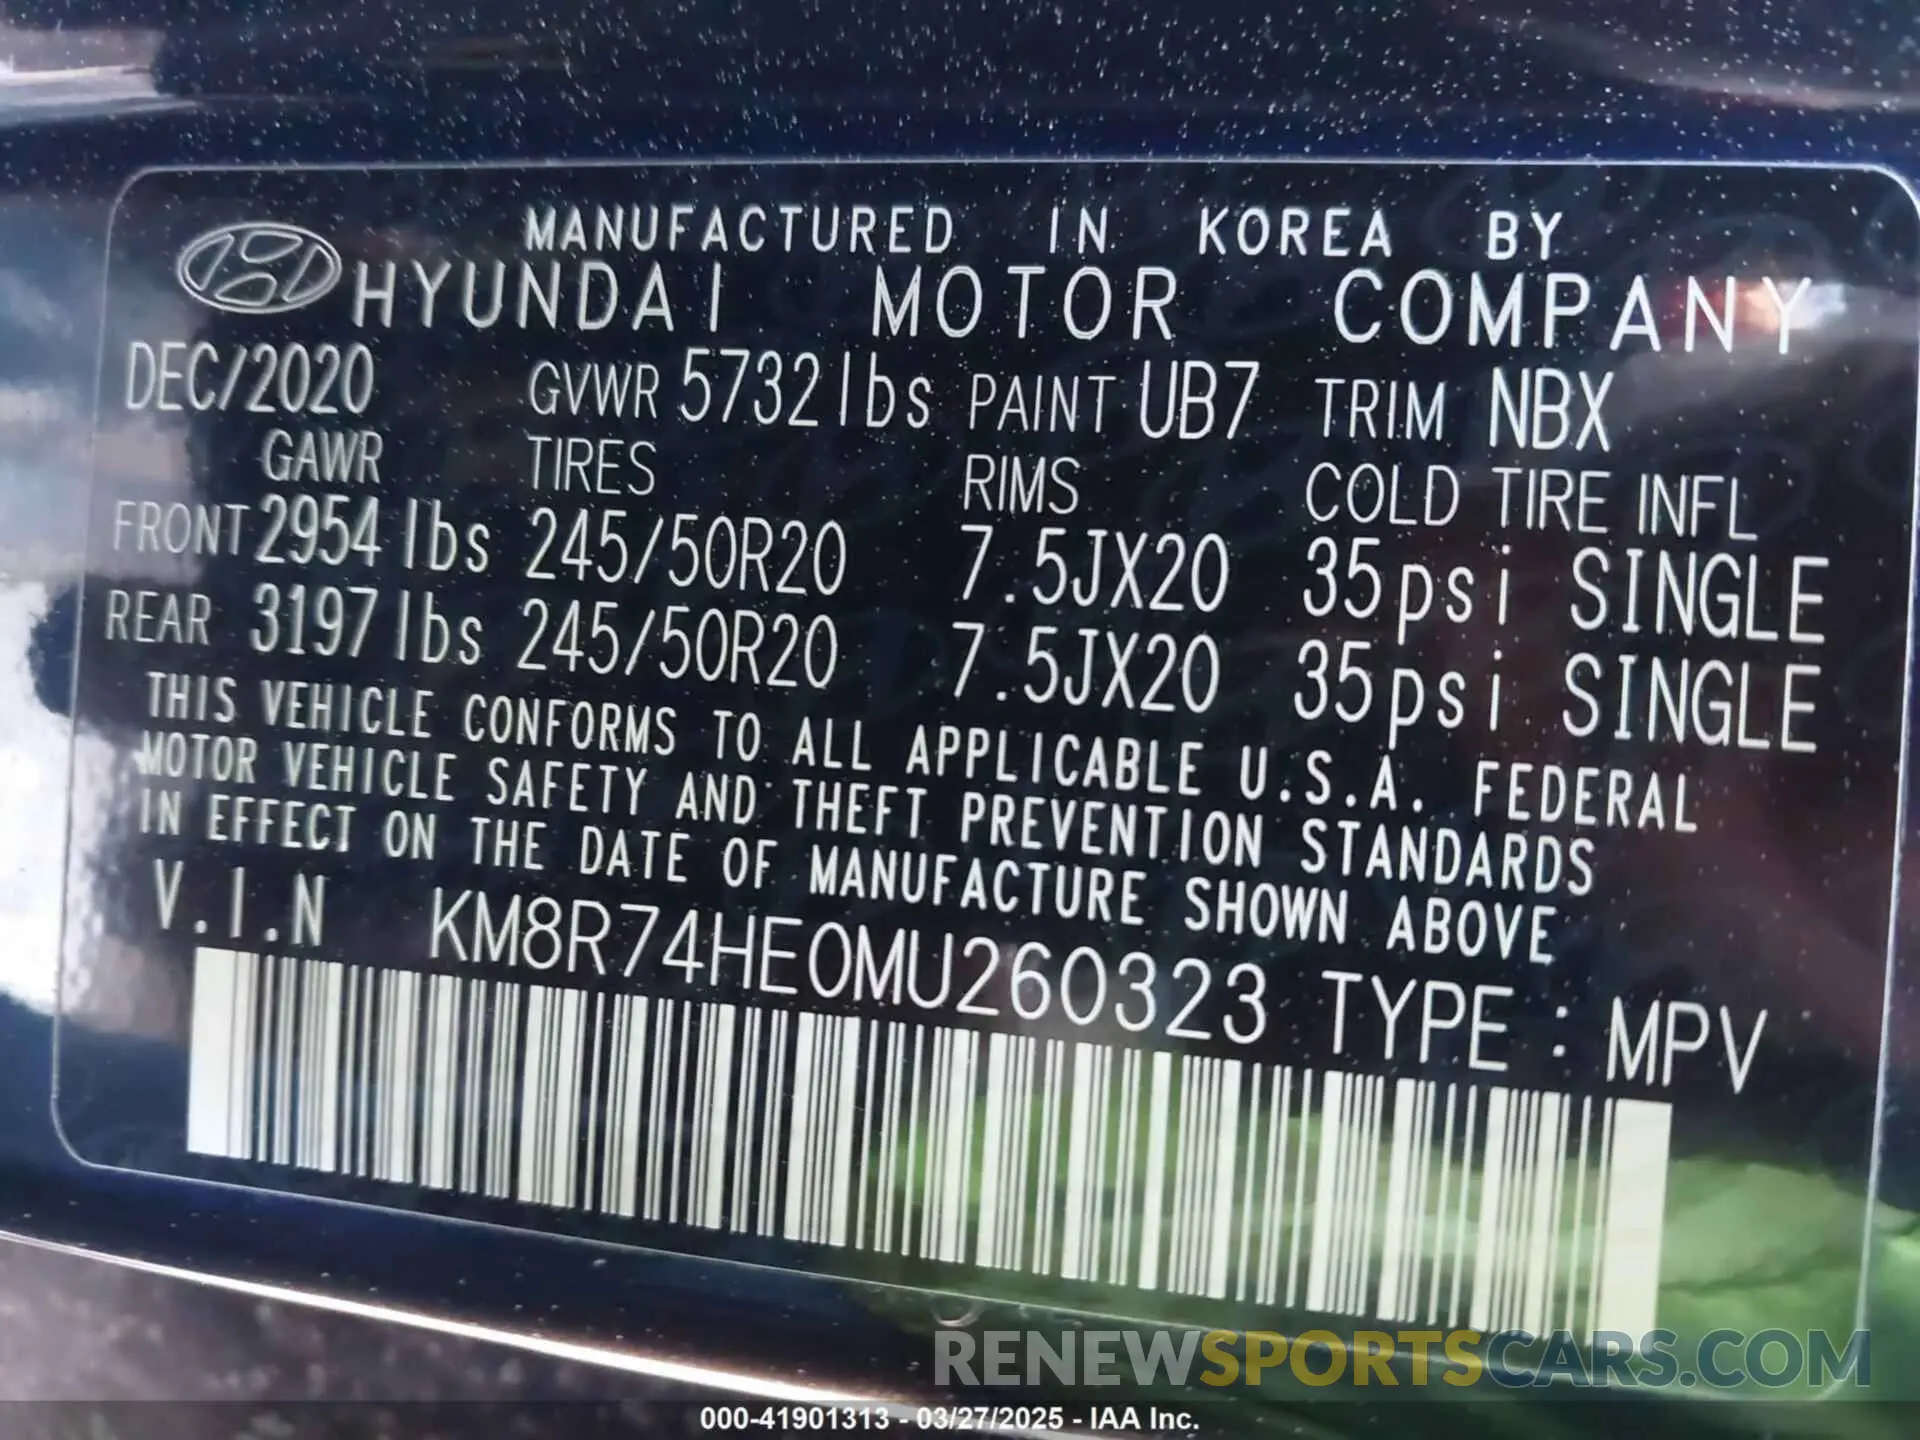 MANUFACTURED IN KOREA BY
HYUNDAI MOTOR COMPANY
DEC/2020 GVWR 5732lbs PAINT UB7 TRIM NBX
GAWR TIRES RIMS COLD TIRE INFL
FRONT 2954 lbs 245/50R20 7.5JX20 35psi SINGLE
REAR 3197 lbs 245/50R20 7.5JX20 35psi SINGLE
THIS VEHICLE CONFORMS TO ALL APPLICABLE U.S.A. FEDERAL
MOTOR VEHICLE SAFETY AND THEFT PREVENTION STANDARDS
IN EFFECT ON THE DATE OF MANUFACTURE SHOWN ABOVE
V.I.N KM8R74HE0MU260323 TYPE : MPV
RENEWSPORTSCARS.COM
000-41901313 - 03/27/2025 - IAA Inc.